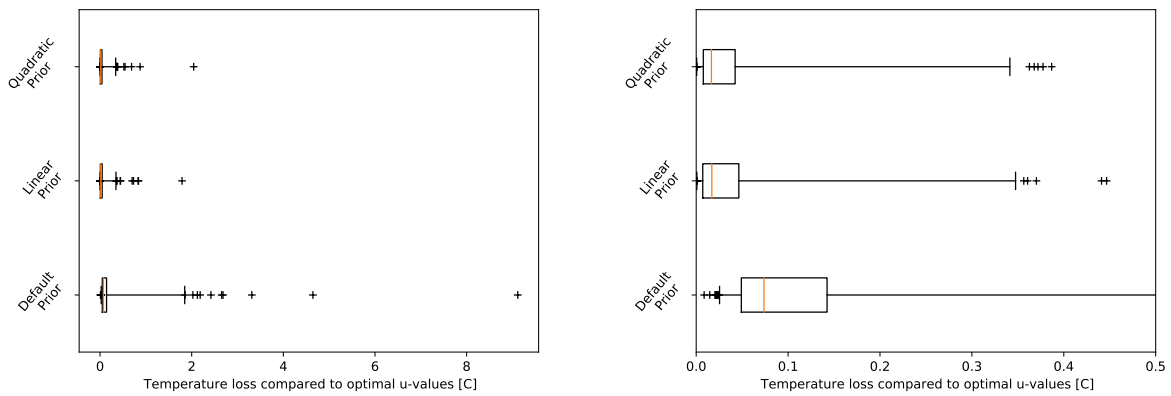 Quadratic
Prior
Linear
Prior
Default
Prior
0 2 4 6 8
Temperature loss compared to optimal u-values [C]
Quadratic
Prior
Linear
Prior
Default
Prior
0.0 0.1 0.2 0.3 0.4 0.5
Temperature loss compared to optimal u-values [C]